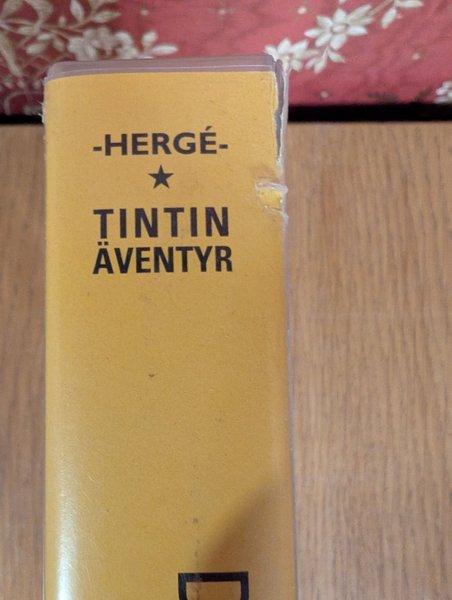 -HERGÉ-
★
TINTIN
ÄVENTYR